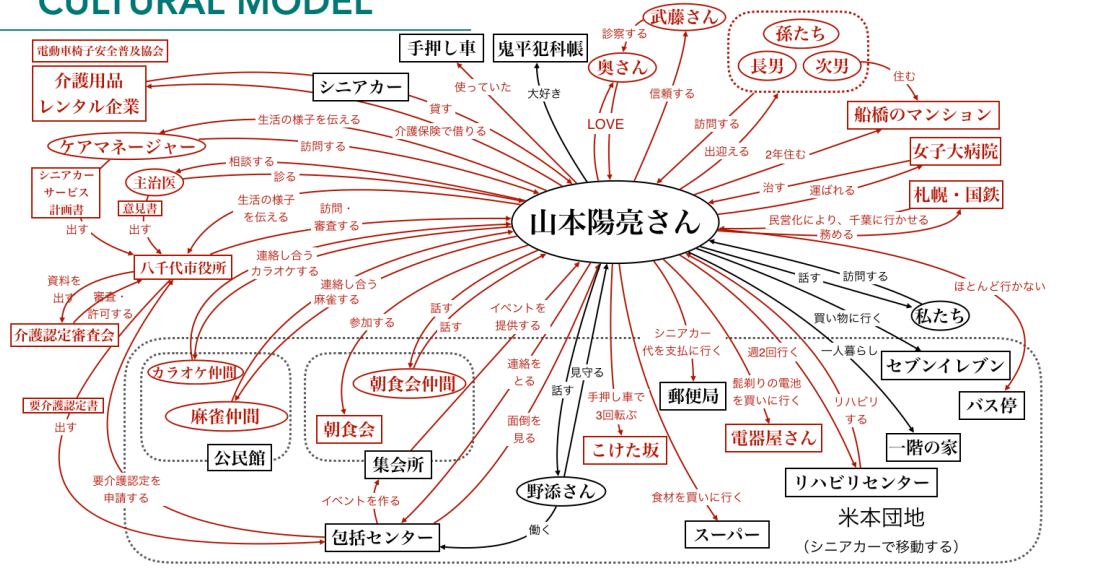 CULTURAL MODEL
電動車椅子安全普及協会
介護用品
レンタル企業
シニアカー
手押し車
鬼平犯科帳
武藤さん
診察する
奥さん
孫たち
長男
次男
住む
船橋のマンション
使っていた
大好き
信頼する
貸す
生活の様子を伝える
介護保険で借りる
LOVE
訪問する
出迎える
2年住む
女子大病院
ケアマネージャー
訪問する
相談する
診る
主治医
シニアカー
サービス
計画書
意見書
出す
出す
治す
運ばれる
札幌・国鉄
山本陽亮さん
民営化により、千葉に行かせる
務める
生活の様子
を伝える
訪問・
審査する
八千代市役所
連絡し合う
カラオケする
連絡し合う
麻雀する
資料を
出す
審査・
許可する
介護認定審査会
参加する
話す
話す
イベントを
提供する
話す
訪問する
ほとんど行かない
私たち
買い物に行く
シニアカー
代を支払に行く
週2回行く
一人暮らし
セブンイレブン
カラオケ仲間
麻雀仲間
朝食会仲間
連絡を
とる
見守る
話す
手押し車で
3回転ぶ
郵便局
髭剃りの電池
を買いに行く
リハビリ
する
バス停
要介護認定書
出す
朝食会
面倒を
見る
こけた坂
電器屋さん
一階の家
公民館
集会所
リハビリセンター
要介護認定を
申請する
イベントを作る
野添さん
食材を買いに行く
米本団地
包括センター
働く
スーパー
（シニアカーで移動する）